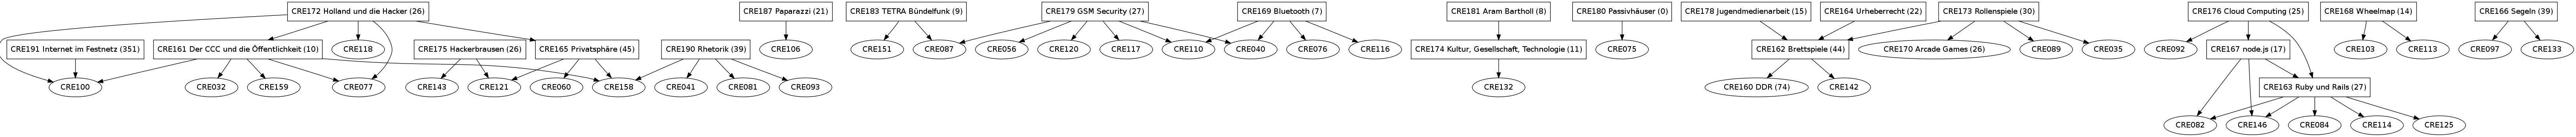 CRE172 Holland und die Hacker (26)
CRE187 Paparazzi (21)
CRE183 TETRA Bündelfunk (9)
CRE179 GSM Security (27)
CRE169 Bluetooth (7)
CRE181 Aram Bartholl (8)
CRE180 Passivhäuser (0)
CRE178 Jugendmedienarbeit (15)
CRE164 Urheberrecht (22)
CRE173 Rollenspiele (30)
CRE176 Cloud Computing (25)
CRE168 Wheelmap (14)
CRE166 Segeln (39)
CRE191 Internet im Festnetz (351)
CRE161 Der CCC und die Öffentlichkeit (10)
CRE118
CRE175 Hackerbrausen (26)
CRE165 Privatsphäre (45)
CRE190 Rhetorik (39)
CRE106
CRE151
CRE087
CRE056
CRE120
CRE117
CRE110
CRE040
CRE076
CRE116
CRE174 Kultur, Gesellschaft, Technologie (11)
CRE075
CRE162 Brettspiele (44)
CRE170 Arcade Games (26)
CRE089
CRE035
CRE092
CRE167 node.js (17)
CRE103
CRE113
CRE097
CRE133
CRE100
CRE032
CRE159
CRE077
CRE143
CRE121
CRE060
CRE158
CRE041
CRE081
CRE093
CRE132
CRE160 DDR (74)
CRE142
CRE163 Ruby und Rails (27)
CRE082
CRE146
CRE084
CRE114
CRE125